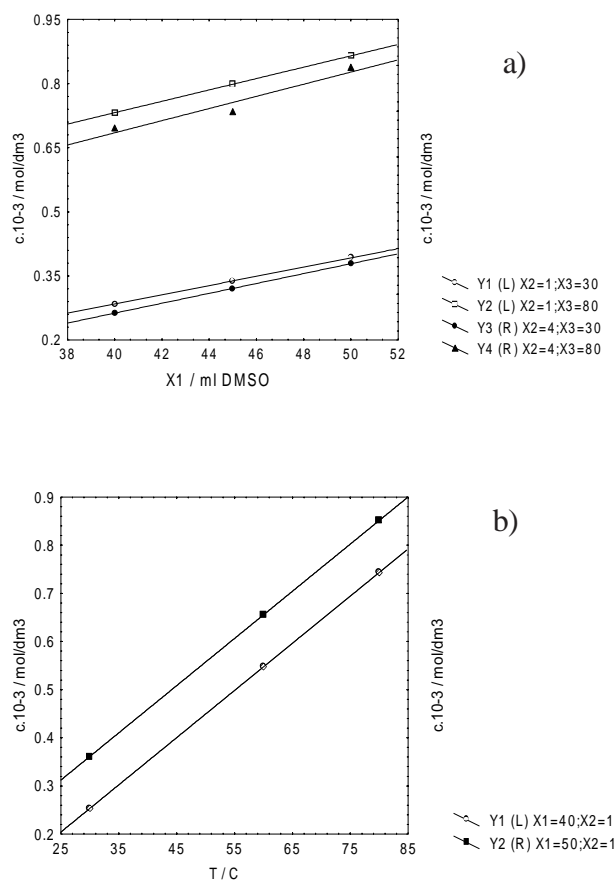 0.95
0.8
0.65
0.5
0.35
0.2
c.10-3 / mol/dm3
38 40 42 44 46 48 50 52
X1 / ml DMSO
c.10-3 / mol/dm3
a)
Y1 (L) X2=1;X3=30
Y2 (L) X2=1;X3=80
Y3 (R) X2=4;X3=30
Y4 (R) X2=4;X3=80
0.9
0.8
0.7
0.6
0.5
0.4
0.3
0.2
c.10-3 / mol/dm3
25 35 45 55 65 75 85
T / C
c.10-3 / mol/dm3
b)
Y1 (L) X1=40;X2=1
Y2 (R) X1=50;X2=1